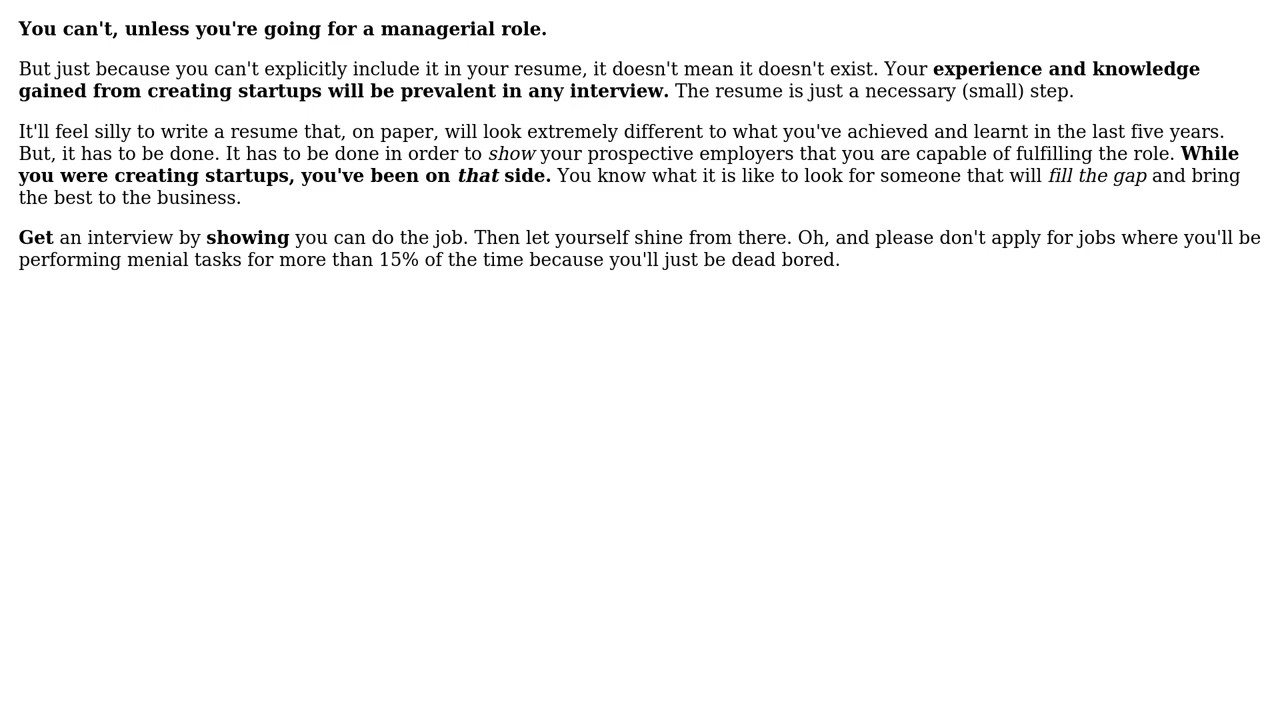 You can't, unless you're going for a managerial role.
But just because you can't explicitly include it in your resume, it doesn't mean it doesn't exist. Your experience and knowledge
gained from creating startups will be prevalent in any interview. The resume is just a necessary (small) step.
It'll feel silly to write a resume that, on paper, will look extremely different to what you've achieved and learnt in the last five years.
But, it has to be done. It has to be done in order to show your prospective employers that you are capable of fulfilling the role. While
you were creating startups, you've been on that side. You know what it is like to look for someone that will fill the gap and bring
the best to the business.
Get an interview by showing you can do the job. Then let yourself shine from there. Oh, and please don't apply for jobs where you'll be
performing menial tasks for more than 15% of the time because you'll just be dead bored.